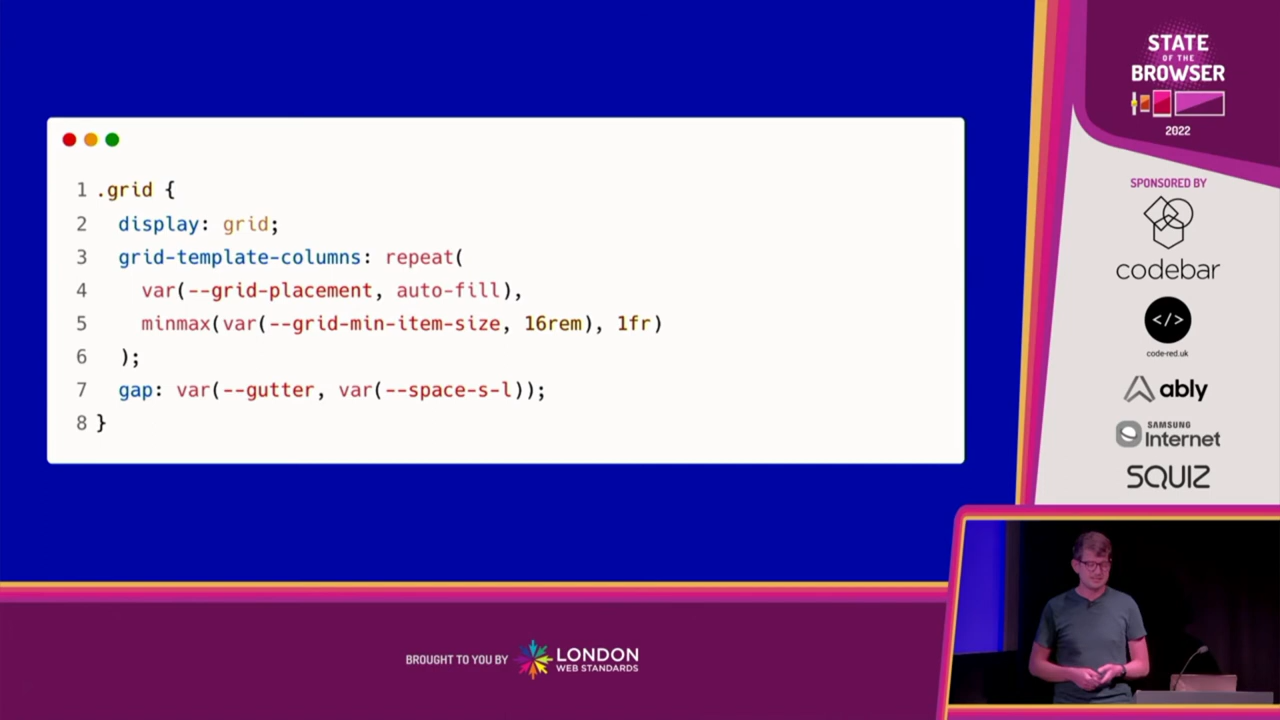 1 .grid {
2   display: grid;
3   grid-template-columns: repeat(
4     var(--grid-placement, auto-fill),
5     minmax(var(--grid-min-item-size, 16rem), 1fr)
6   );
7   gap: var(--gutter, var(--space-s-l));
8 }
STATE
OF THE
BROWSER
2022
SPONSORED BY
codebar
</>
code-red.uk
ably
SAMSUNG
Internet
SQUIZ
BROUGHT TO YOU BY
LONDON
WEB STANDARDS